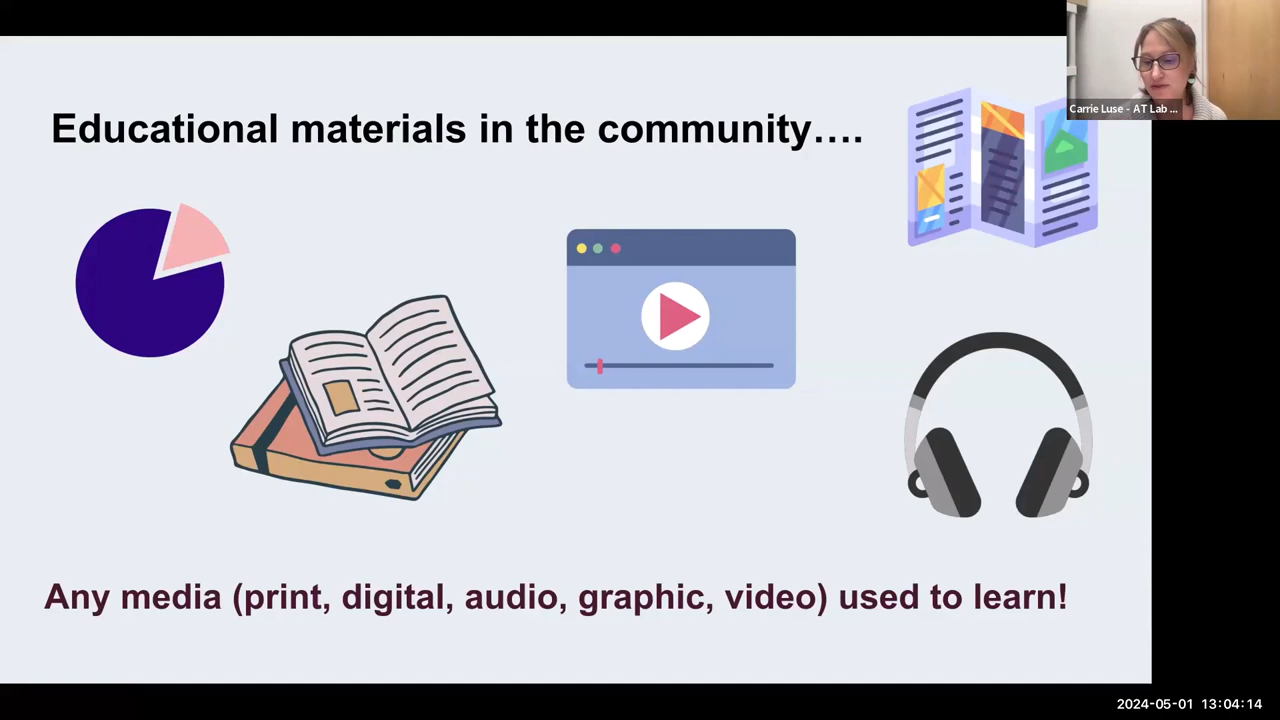 Carrie Luse - AT Lab ...
Educational materials in the community....
Any media (print, digital, audio, graphic, video) used to learn!
2024-05-01 13:04:14